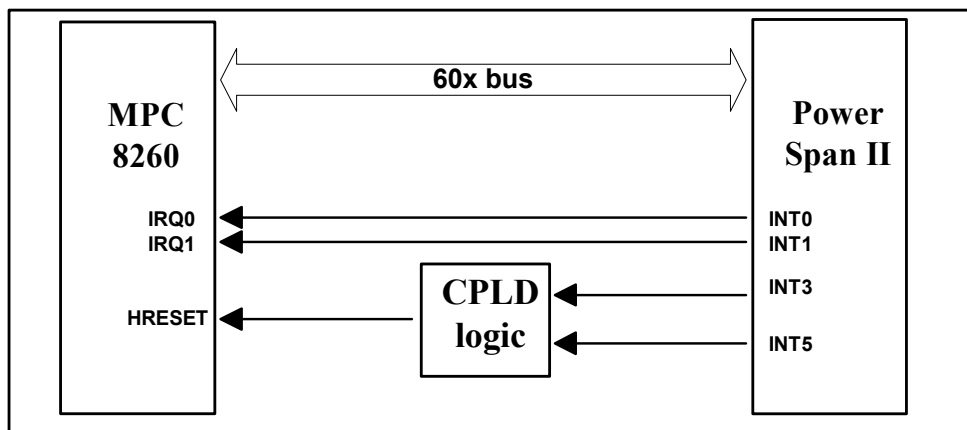 60x bus
MPC
8260
Power
Span II
IRQ0
INT0
IRQ1
INT1
CPLD
logic
INT3
HRESET
INT5